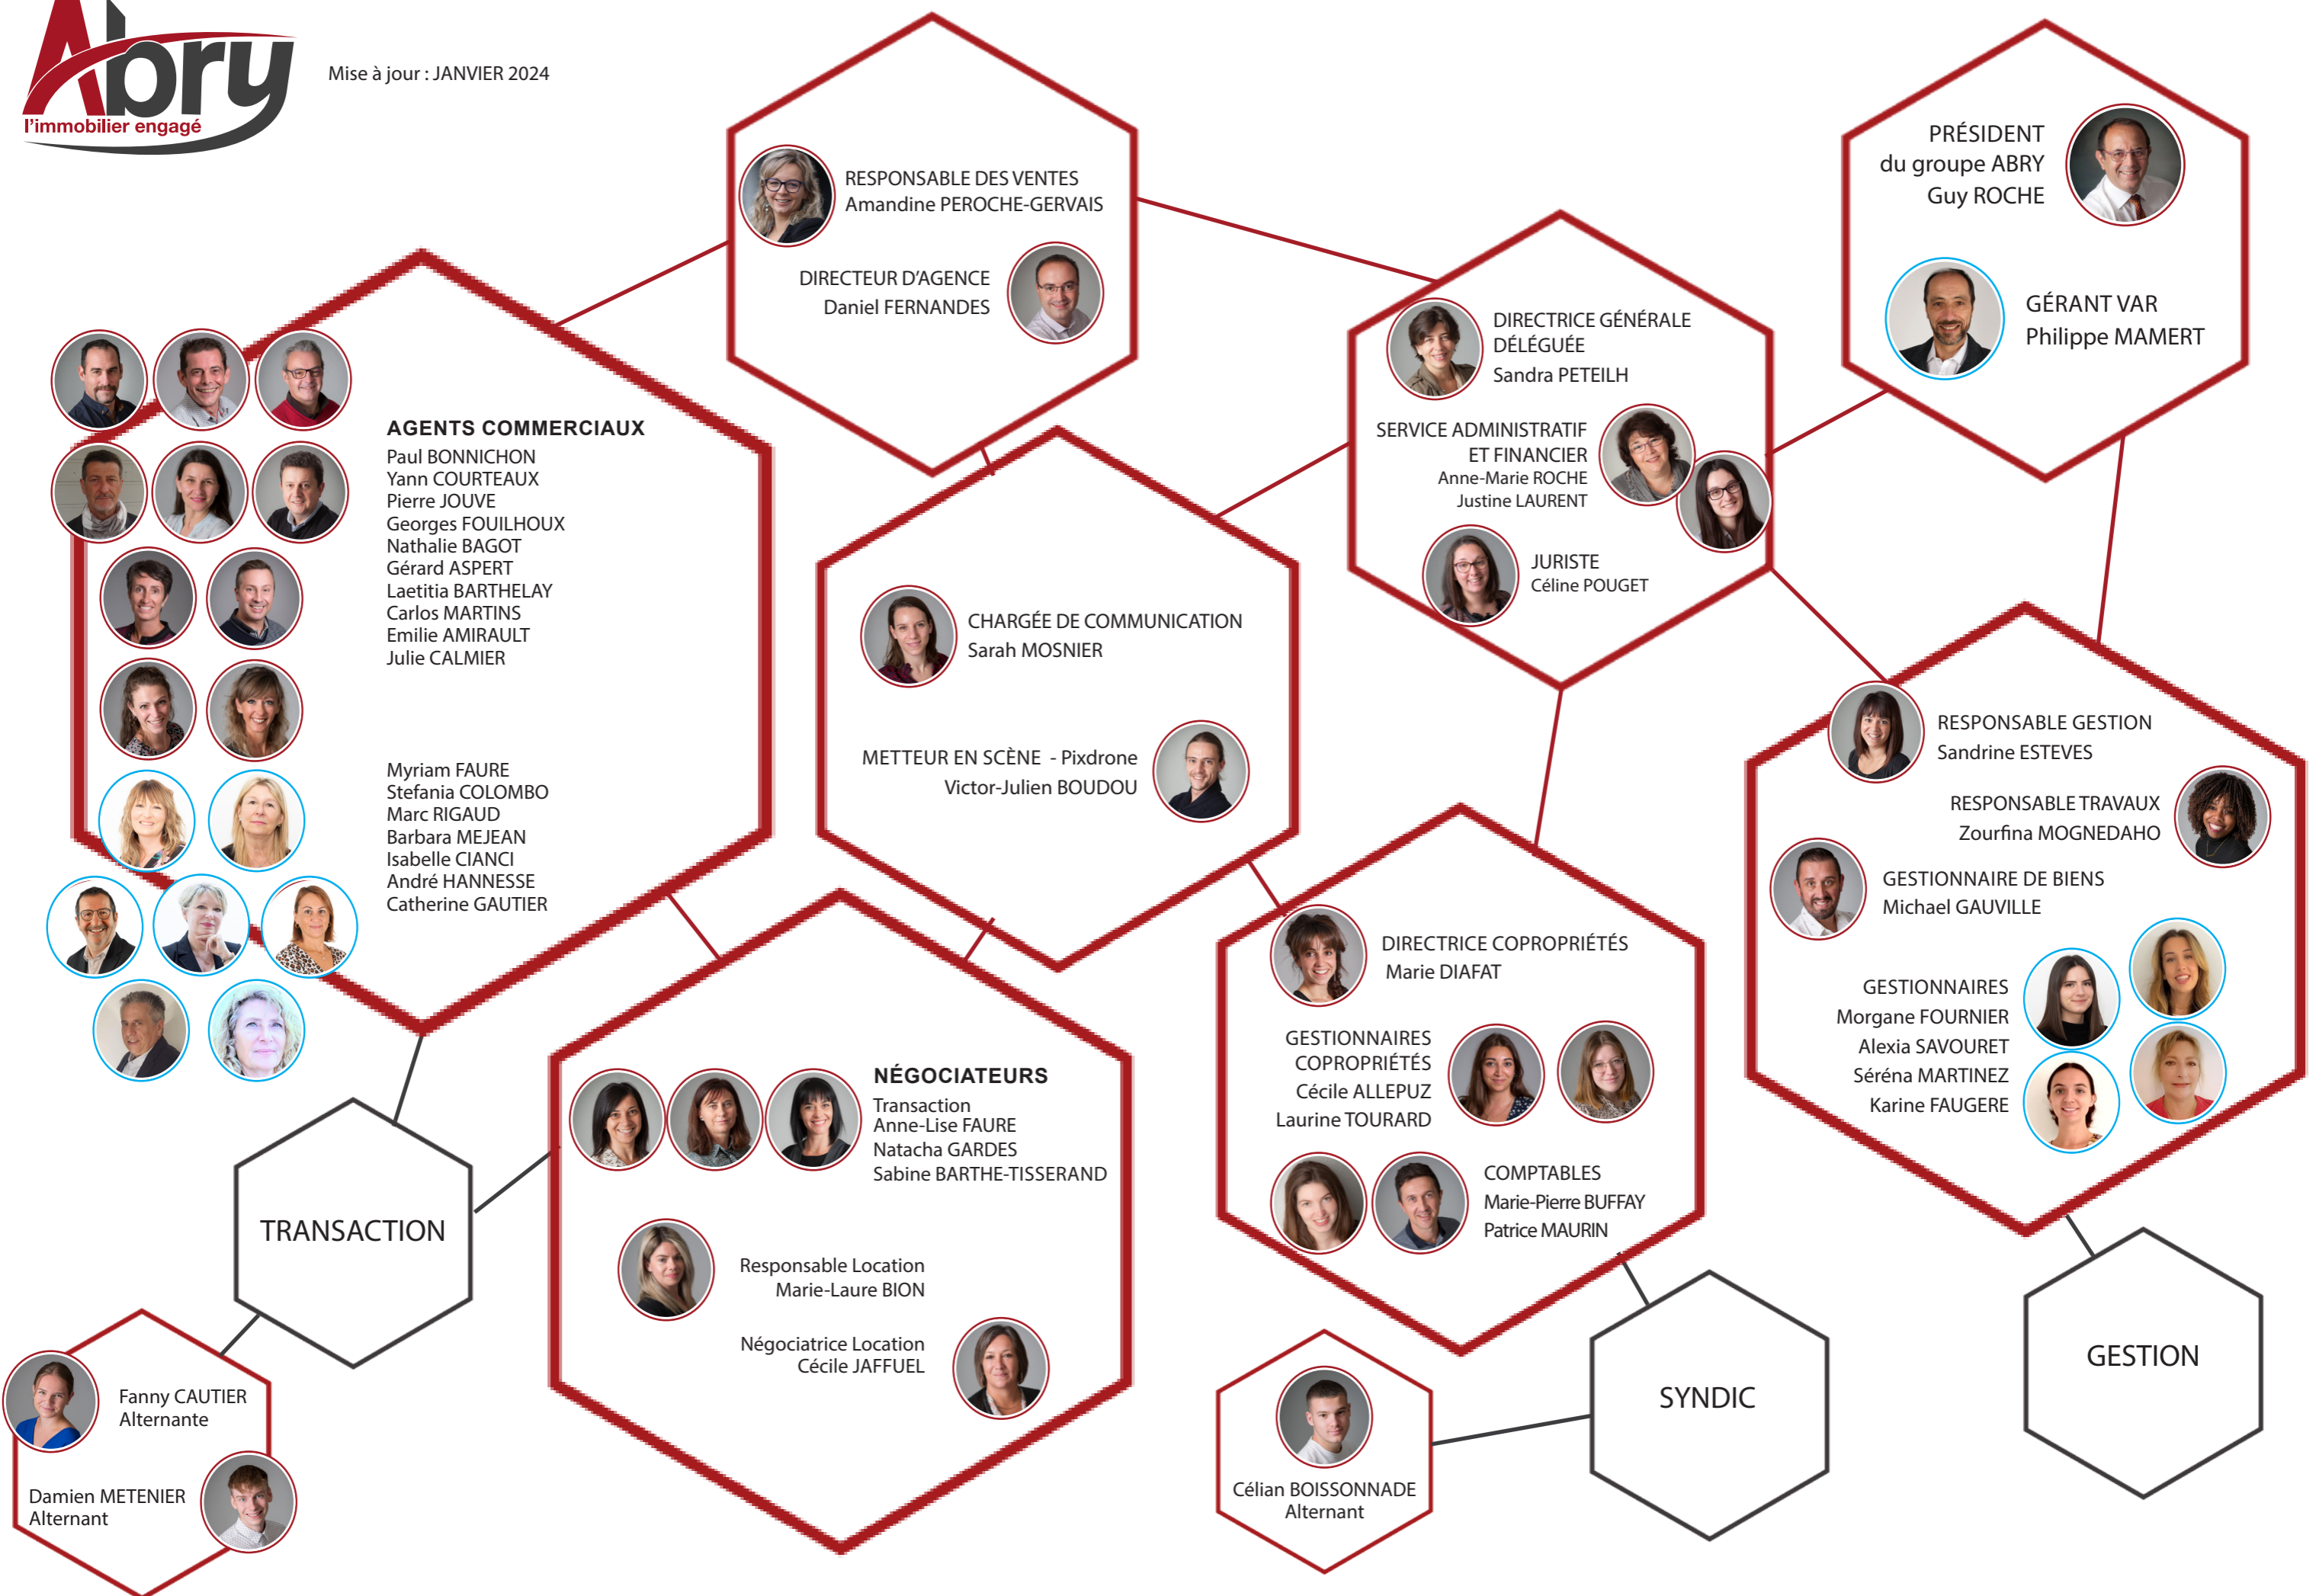 Abry
l'immobilier engagé
Mise à jour : JANVIER 2024
RESPONSABLE DES VENTES
Amandine PEROCHE-GERVAIS
DIRECTEUR D'AGENCE
Daniel FERNANDES
PRÉSIDENT
du groupe ABRY
Guy ROCHE
GÉRANT VAR
Philippe MAMERT
DIRECTRICE GÉNÉRALE
DÉLÉGUÉE
Sandra PETEILH
SERVICE ADMINISTRATIF
ET FINANCIER
Anne-Marie ROCHE
Justine LAURENT
JURISTE
Céline POUGET
AGENTS COMMERCIAUX
Paul BONNICHON
Yann COURTEAUX
Pierre JOUVE
Georges FOUILHOUX
Nathalie BAGOT
Gérard ASPERT
Laetitia BARTHELAY
Carlos MARTINS
Emilie AMIRAULT
Julie CALMIER
Myriam FAURE
Stefania COLOMBO
Marc RIGAUD
Barbara MEJEAN
Isabelle CIANCI
André HANNESSE
Catherine GAUTIER
CHARGÉE DE COMMUNICATION
Sarah MOSNIER
METTEUR EN SCÈNE - Pixdrone
Victor-Julien BOUDOU
RESPONSABLE GESTION
Sandrine ESTEVES
RESPONSABLE TRAVAUX
Zourfina MOGNEDAHO
GESTIONNAIRE DE BIENS
Michael GAUVILLE
GESTIONNAIRES
Morgane FOURNIER
Alexia SAVOURET
Séréna MARTINEZ
Karine FAUGERE
DIRECTRICE COPROPRIÉTÉS
Marie DIAFAT
GESTIONNAIRES
COPROPRIÉTÉS
Cécile ALLEPUZ
Laurine TOURARD
COMPTABLES
Marie-Pierre BUFFAY
Patrice MAURIN
NÉGOCIATEURS
Transaction
Anne-Lise FAURE
Natacha GARDES
Sabine BARTHE-TISSERAND
Responsable Location
Marie-Laure BION
Négociatrice Location
Cécile JAFFUEL
TRANSACTION
Fanny CAUTIER
Alternante
Damien METENIER
Alternant
Célian BOISSONNADE
Alternant
SYNDIC
GESTION